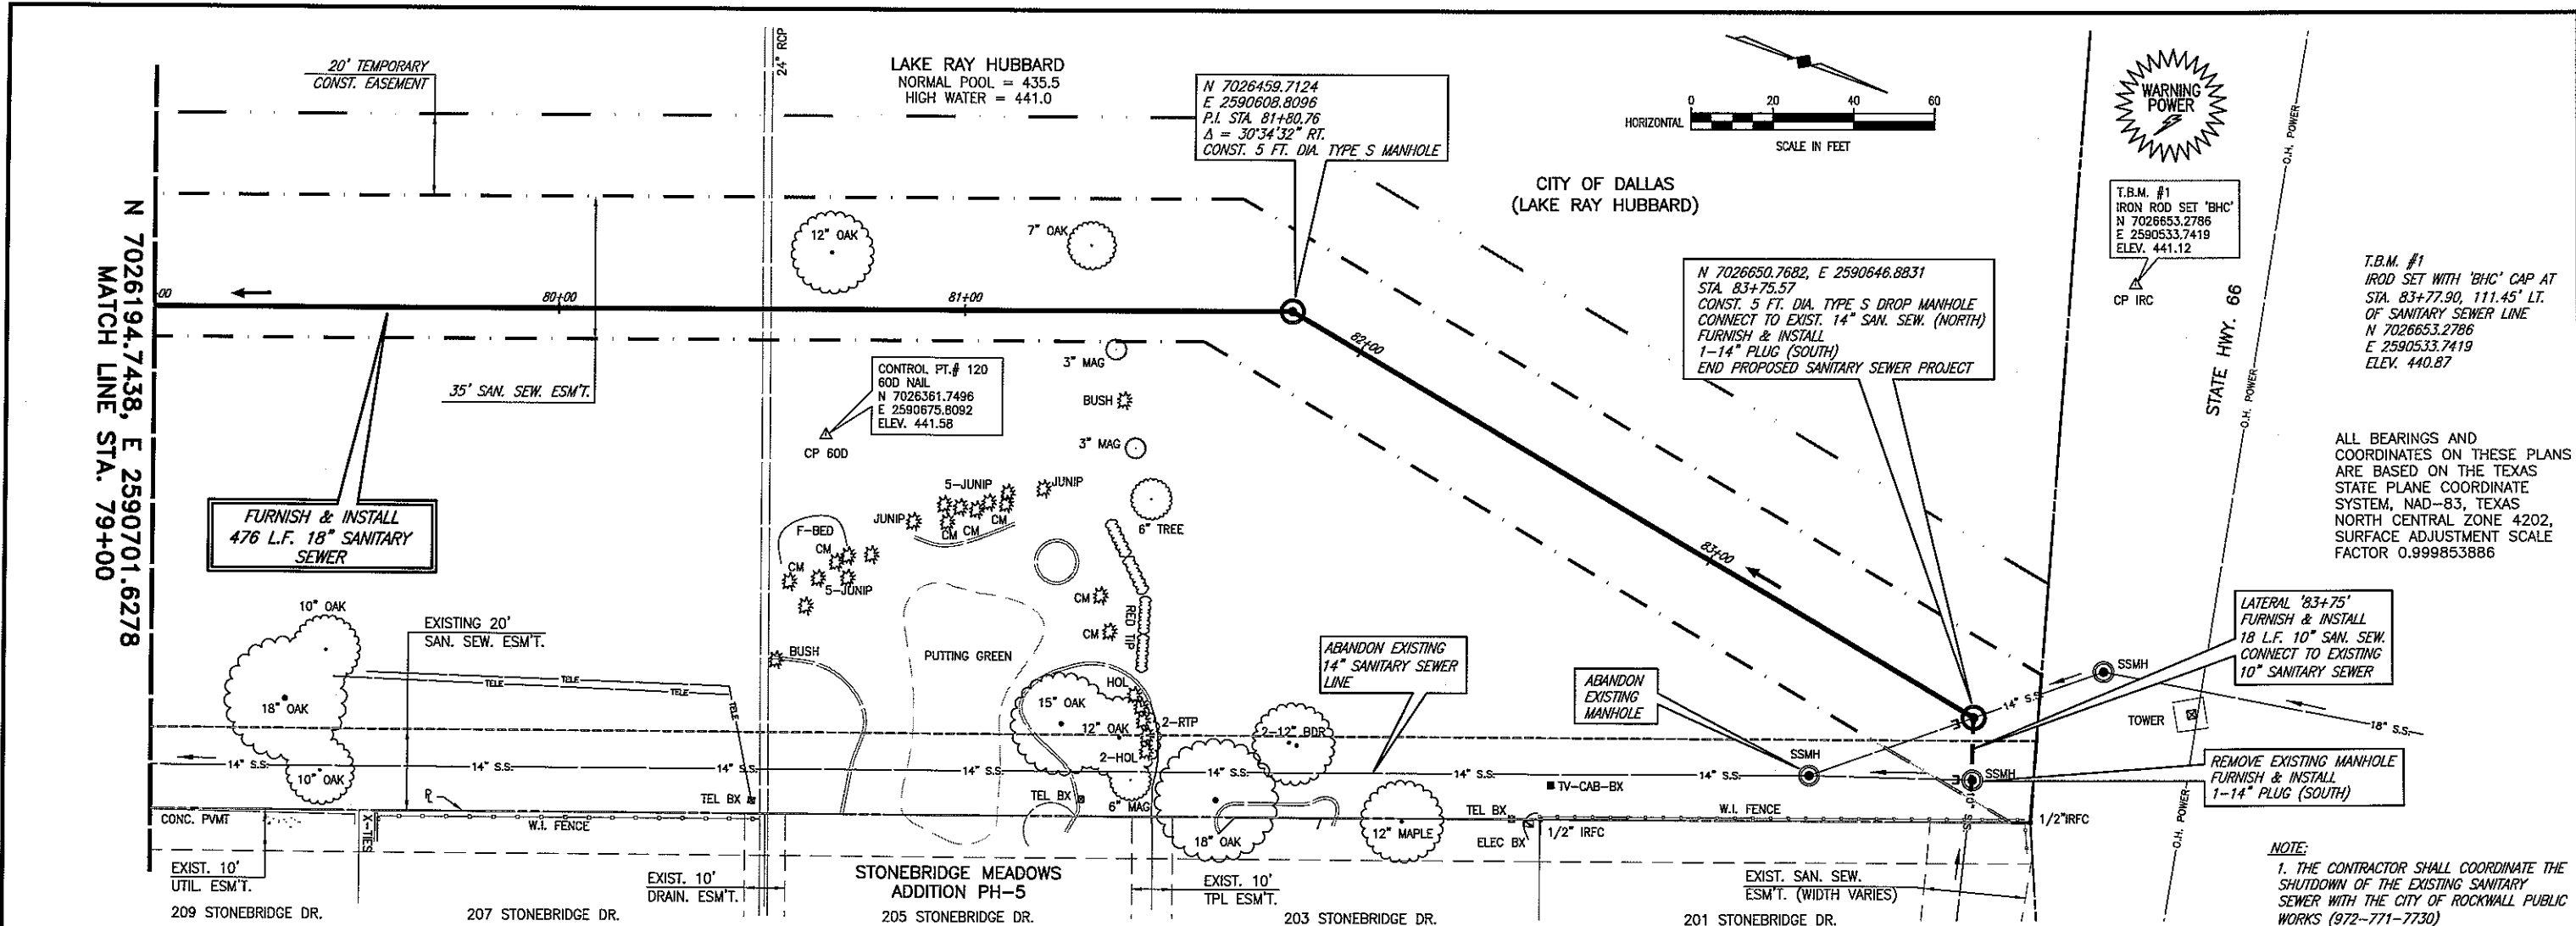 20' TEMPORARY
CONST. EASEMENT
24" RCP
LAKE RAY HUBBARD
NORMAL POOL = 435.5
HIGH WATER = 441.0
N 7026459.7124
E 2590608.8096
P.I. STA. 81+80.76
Δ = 30°34'32" RT.
CONST. 5 FT. DIA. TYPE S MANHOLE
0 20 40 60
HORIZONTAL
SCALE IN FEET
WARNING
POWER
O.H. POWER
CITY OF DALLAS
(LAKE RAY HUBBARD)
T.B.M. #1
IRON ROD SET 'BHC'
N 7026653.2786
E 2590533.7419
ELEV. 441.12
CP IRC
STATE HWY. 66
O.H. POWER
T.B.M. #1
IROD SET WITH 'BHC' CAP AT
STA. 83+77.90, 111.45' LT.
OF SANITARY SEWER LINE
N 7026653.2786
E 2590533.7419
ELEV. 440.87
N 7026194.7438, E 2590701.6278
MATCH LINE STA. 79+00
00
80+00
81+00
82+00
83+00
12" OAK
7" OAK
N 7026650.7682, E 2590646.8831
STA. 83+75.57
CONST. 5 FT. DIA. TYPE S DROP MANHOLE
CONNECT TO EXIST. 14" SAN. SEW. (NORTH)
FURNISH & INSTALL
1-14" PLUG (SOUTH)
END PROPOSED SANITARY SEWER PROJECT
35' SAN. SEW. ESM'T.
CONTROL PT.# 120
60D NAIL
N 7026361.7496
E 2590675.6092
ELEV. 441.58
CP 60D
3" MAG
BUSH
3" MAG
6" TREE
ALL BEARINGS AND
COORDINATES ON THESE PLANS
ARE BASED ON THE TEXAS
STATE PLANE COORDINATE
SYSTEM, NAD-83, TEXAS
NORTH CENTRAL ZONE 4202,
SURFACE ADJUSTMENT SCALE
FACTOR 0.999853886
FURNISH & INSTALL
476 L.F. 18" SANITARY
SEWER
5-JUNIP
JUNIP
JUNIP
CM
CM CM
F-BED
CM
CM
5-JUNIP
CM
CM
RED TIP
PUTTING GREEN
BUSH
10" OAK
18" OAK
10" OAK
EXISTING 20'
SAN. SEW. ESM'T.
TELE TELE
TELE TELE
TELE
HOL
15" OAK
12" OAK
2-RTP
2-HOL
6" MAG
2-12" BDR
18" OAK
12" MAPLE
ABANDON EXISTING
14" SANITARY SEWER
LINE
ABANDON
EXISTING
MANHOLE
LATERAL '83+75'
FURNISH & INSTALL
18 L.F. 10" SAN. SEW.
CONNECT TO EXISTING
10" SANITARY SEWER
SSMH
14" S.S.
TOWER
18" S.S.
SSMH
SSMH
REMOVE EXISTING MANHOLE
FURNISH & INSTALL
1-14" PLUG (SOUTH)
14" S.S. 14" S.S. 14" S.S. 14" S.S. 14" S.S. 14" S.S. 14" S.S.
10" S.S.
TV-CAB-BX
TEL BX
TEL BX
TEL BX
ELEC BX
PL
CONC. PVMT
X-TIES
W.I. FENCE
W.I. FENCE
1/2" IRFC
1/2"IRFC
O.H. POWER
EXIST. 10'
UTIL. ESM'T.
EXIST. 10'
DRAIN. ESM'T.
STONEBRIDGE MEADOWS
ADDITION PH-5
EXIST. 10'
TPL ESM'T.
EXIST. SAN. SEW.
ESM'T. (WIDTH VARIES)
209 STONEBRIDGE DR.
207 STONEBRIDGE DR.
205 STONEBRIDGE DR.
203 STONEBRIDGE DR.
201 STONEBRIDGE DR.
NOTE:
1. THE CONTRACTOR SHALL COORDINATE THE
SHUTDOWN OF THE EXISTING SANITARY
SEWER WITH THE CITY OF ROCKWALL PUBLIC
WORKS (972-771-7730)